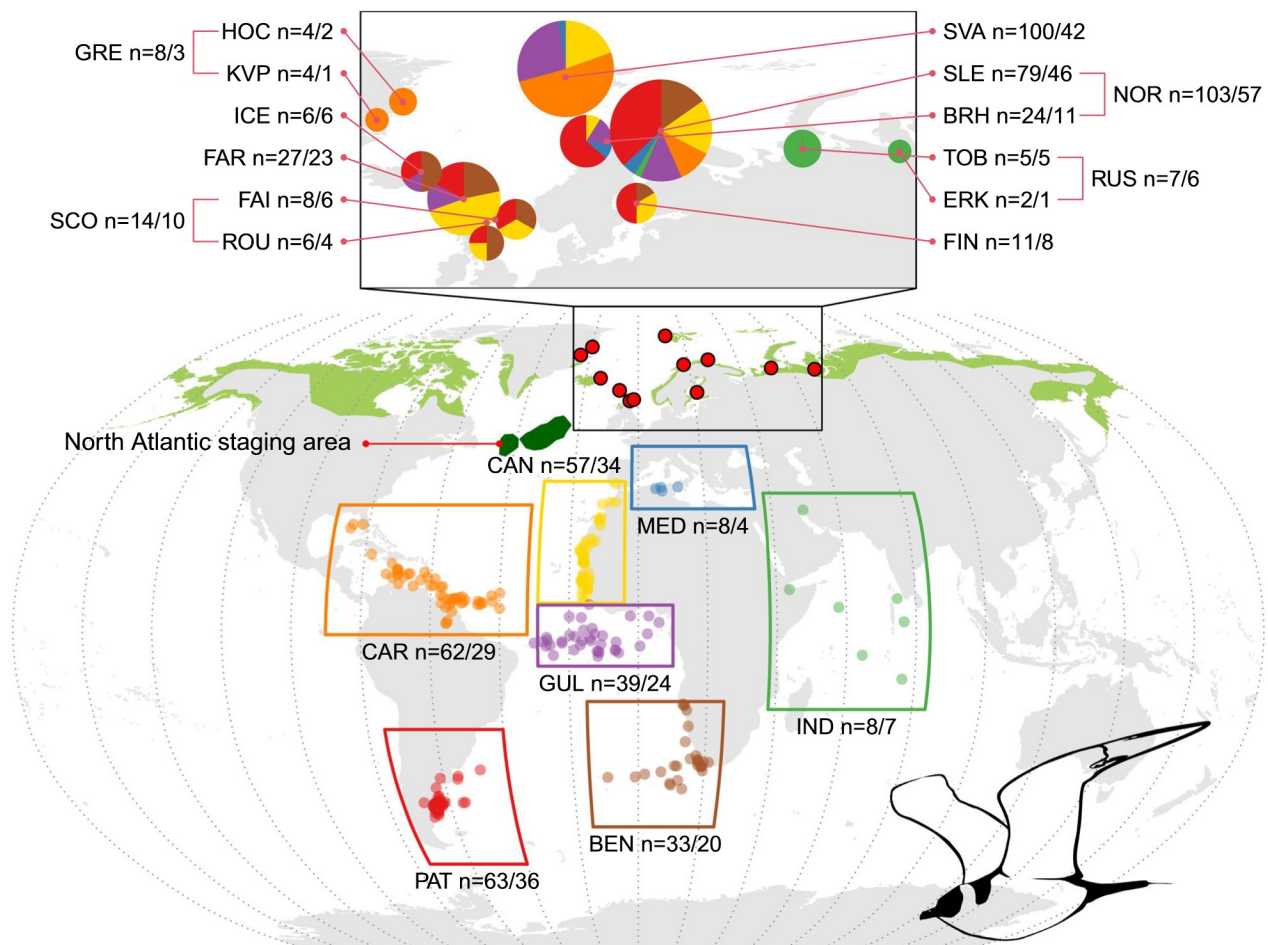 HOC n=4/2
GRE n=8/3
KVP n=4/1
ICE n=6/6
FAR n=27/23
FAI n=8/6
SCO n=14/10
ROU n=6/4
SVA n=100/42
SLE n=79/46
NOR n=103/57
BRH n=24/11
TOB n=5/5
RUS n=7/6
ERK n=2/1
FIN n=11/8
North Atlantic staging area
CAN n=57/34
MED n=8/4
CAR n=62/29
GUL n=39/24
IND n=8/7
BEN n=33/20
PAT n=63/36